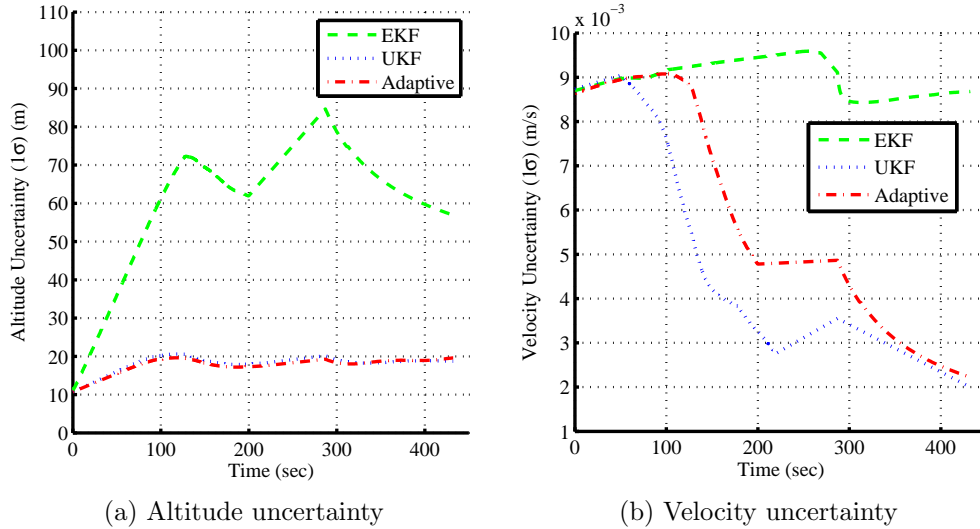 110
100
90
80
70
60
50
40
30
20
10
0
0 100 200 300 400
Altitude Uncertainty (1σ) (m)
Time (sec)
EKF
UKF
Adaptive
(a) Altitude uncertainty
x 10⁻³
10
9
8
7
6
5
4
3
2
1
0 100 200 300 400
Velocity Uncertainty (1σ) (m/s)
Time (sec)
EKF
UKF
Adaptive
(b) Velocity uncertainty